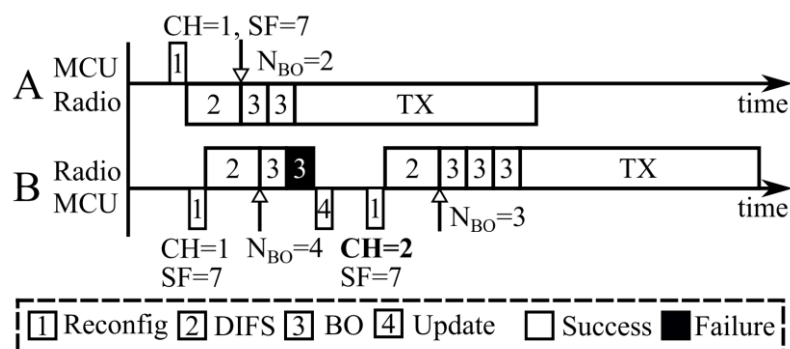 CH=1, SF=7
MCU 1 N_BO=2
A
Radio 2 3 3 TX time
Radio 2 3 3 2 3 3 3 TX
B
MCU 1 4 1 time
CH=1 N_BO=4 CH=2 N_BO=3
SF=7 SF=7
1 Reconfig 2 DIFS 3 BO 4 Update Success Failure